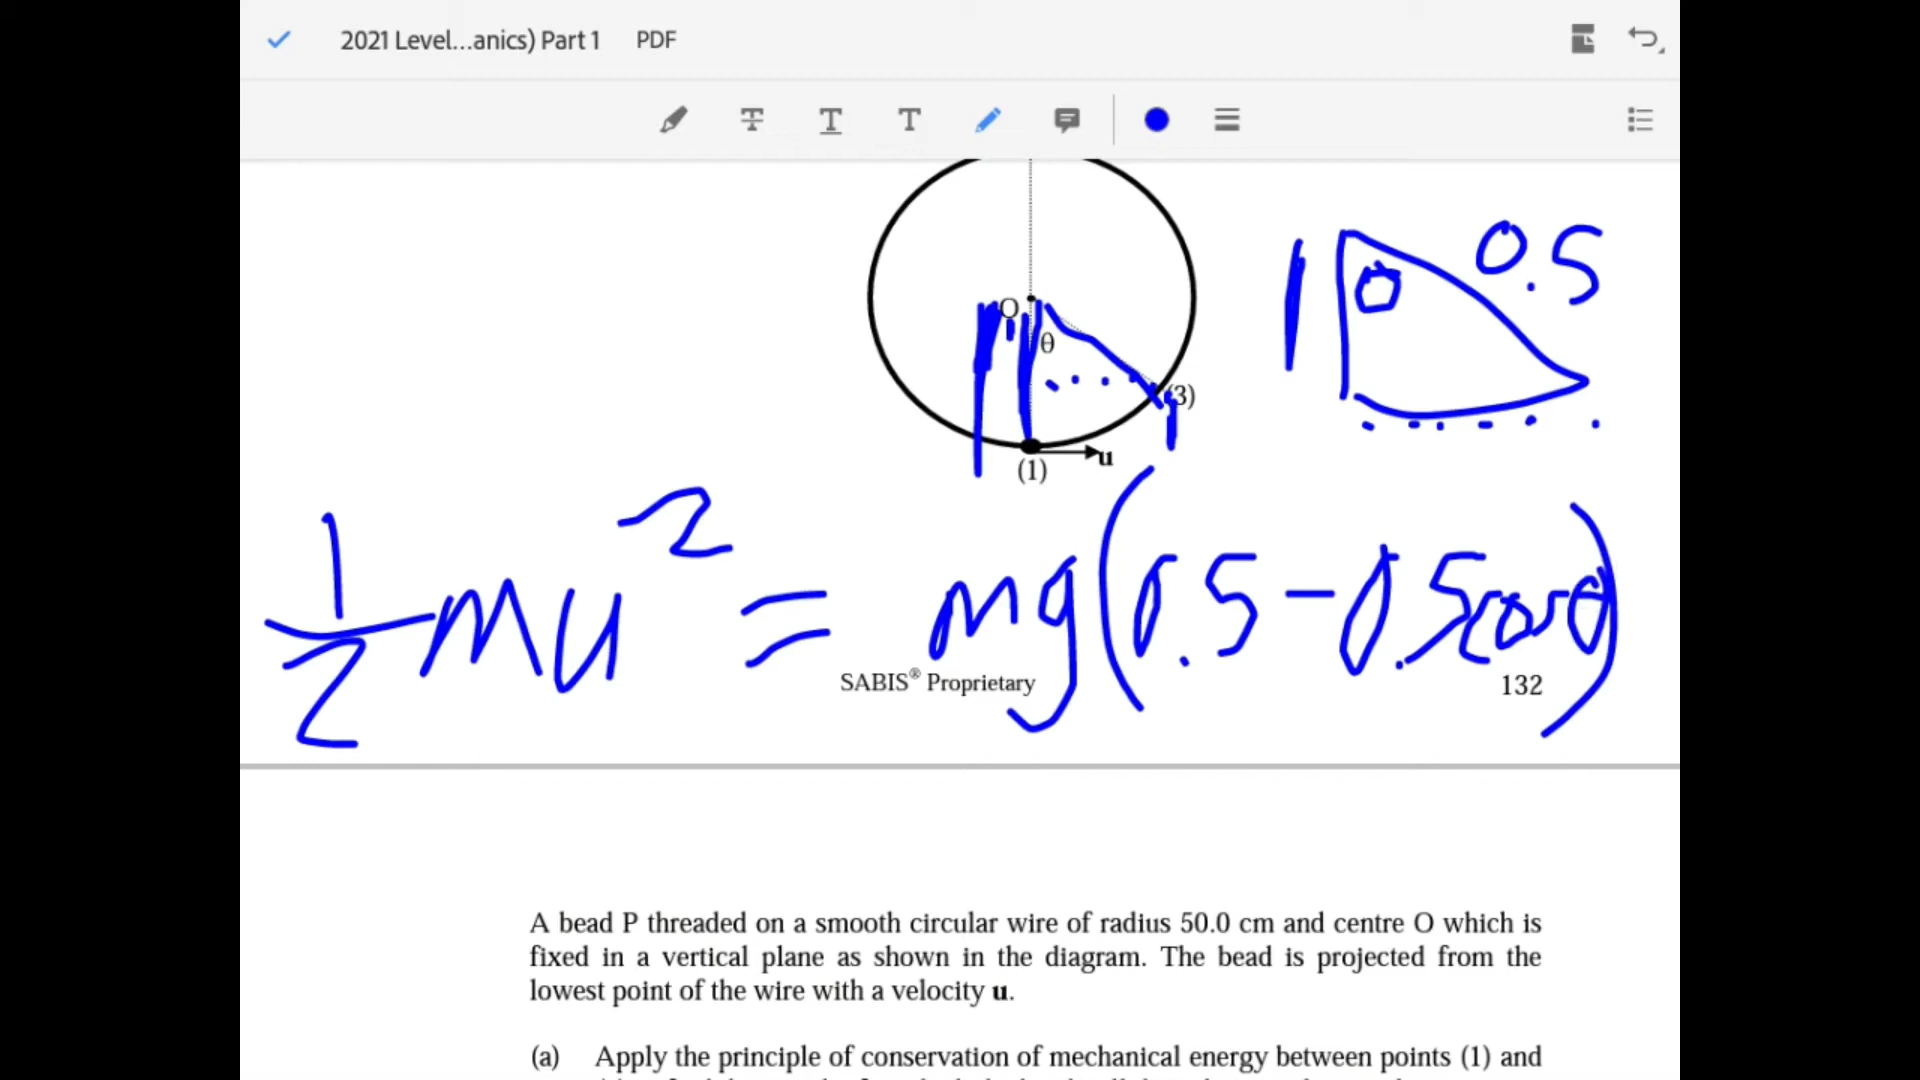 2021 Level...anics) Part 1 PDF
0.5
O
θ
θ
(3)
(1)
u
1/2 mu² = mg(0.5 - 0.5cosθ)
SABIS® Proprietary
132
A bead P threaded on a smooth circular wire of radius 50.0 cm and centre O which is
fixed in a vertical plane as shown in the diagram. The bead is projected from the
lowest point of the wire with a velocity u.
(a) Apply the principle of conservation of mechanical energy between points (1) and